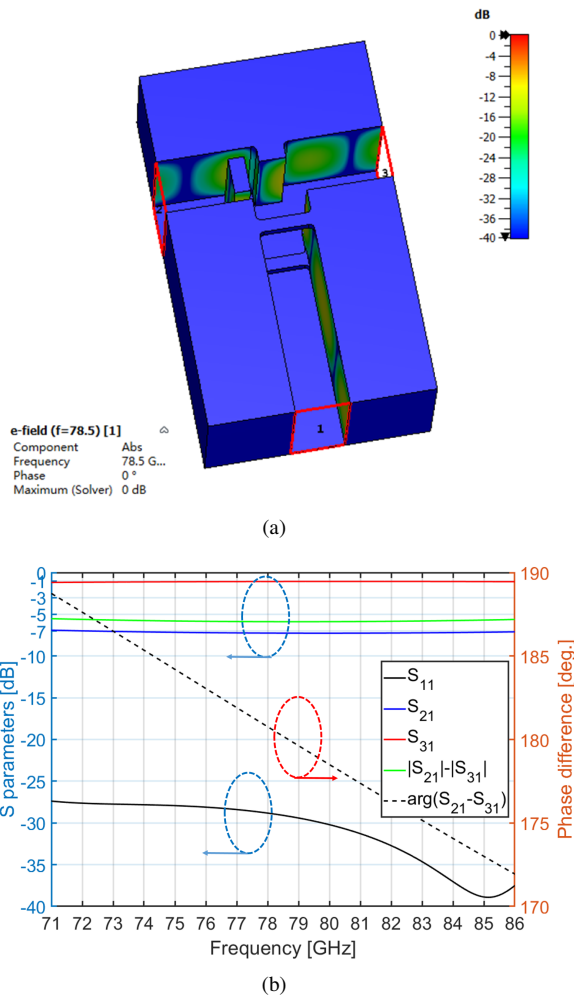 dB
0
-4
-8
-12
-16
-20
-24
-28
-32
-36
-40
3
2
1
e-field (f=78.5) [1]
Component Abs
Frequency 78.5 G...
Phase 0 °
Maximum (Solver) 0 dB
(a)
0
-1
-3
-5
-7
-10
-15
-20
-25
-30
-35
-40
S parameters [dB]
190
185
180
175
170
Phase difference [deg.]
S11
S21
S31
|S21|-|S31|
arg(S21-S31)
71 72 73 74 75 76 77 78 79 80 81 82 83 84 85 86
Frequency [GHz]
(b)